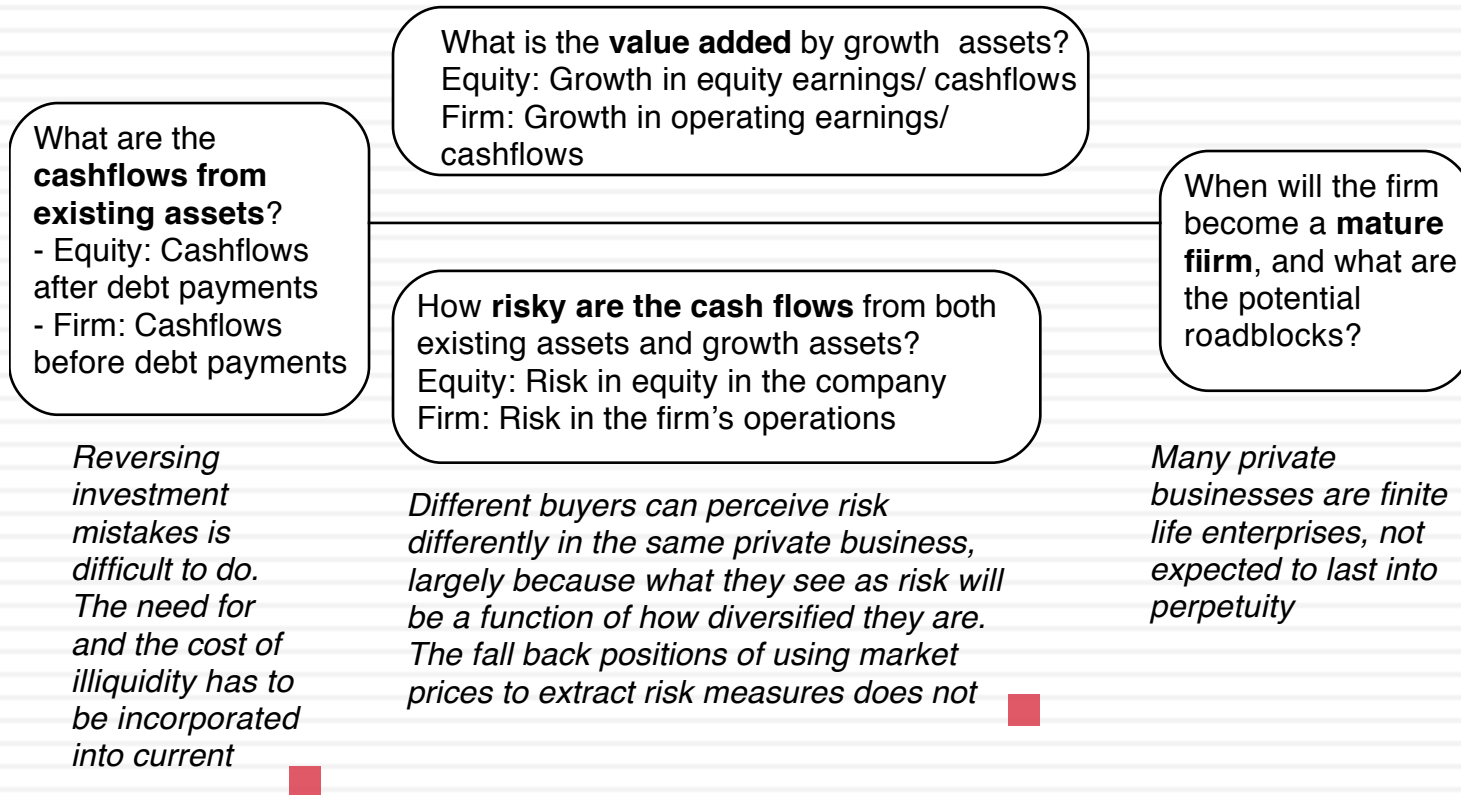 What is the value added by growth assets?
Equity: Growth in equity earnings/ cashflows
Firm: Growth in operating earnings/
cashflows
What are the
cashflows from
existing assets?
- Equity: Cashflows
after debt payments
- Firm: Cashflows
before debt payments
When will the firm
become a mature
fiirm, and what are
the potential
roadblocks?
How risky are the cash flows from both
existing assets and growth assets?
Equity: Risk in equity in the company
Firm: Risk in the firm's operations
Reversing
investment
mistakes is
difficult to do.
The need for
and the cost of
illiquidity has to
be incorporated
into current
Different buyers can perceive risk
differently in the same private business,
largely because what they see as risk will
be a function of how diversified they are.
The fall back positions of using market
prices to extract risk measures does not
Many private
businesses are finite
life enterprises, not
expected to last into
perpetuity